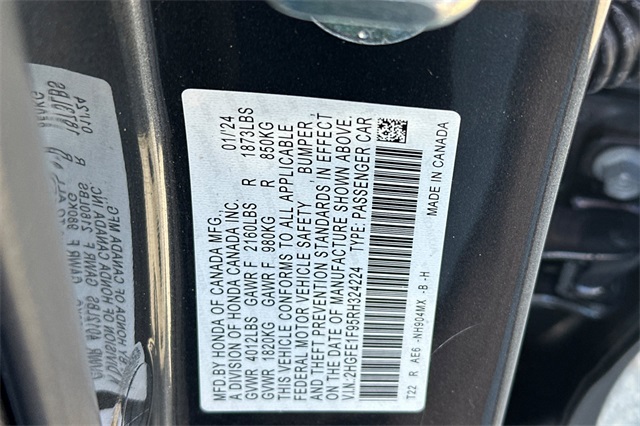 MFD.BY HONDA OF CANADA MFG., 01/24
A DIVISION OF HONDA CANADA INC.
GVWR 4012LBS GAWR F 2160LBS R 1873LBS
GVWR 1820KG GAWR F 980KG R 850KG
THIS VEHICLE CONFORMS TO ALL APPLICABLE
FEDERAL MOTOR VEHICLE SAFETY BUMPER,
AND THEFT PREVENTION STANDARDS IN EFFECT
ON THE DATE OF MANUFACTURE SHOWN ABOVE.
V.I.N: 2HGFE1F95RH324224 TYPE: PASSENGER CAR
T22 R AE6 -NH904MX -B -H MADE IN CANADA